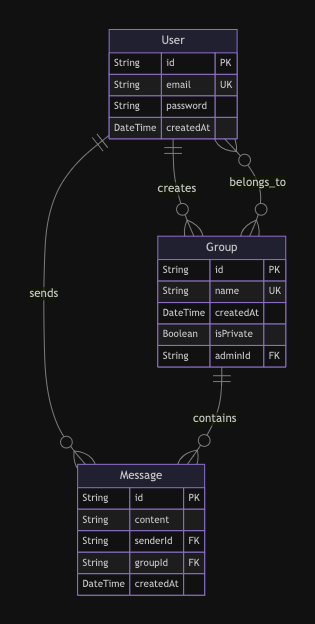 User
String id PK
String email UK
String password
DateTime createdAt
creates
belongs_to
Group
String id PK
String name UK
DateTime createdAt
Boolean isPrivate
String adminId FK
sends
contains
Message
String id PK
String content
String senderId FK
String groupId FK
DateTime createdAt